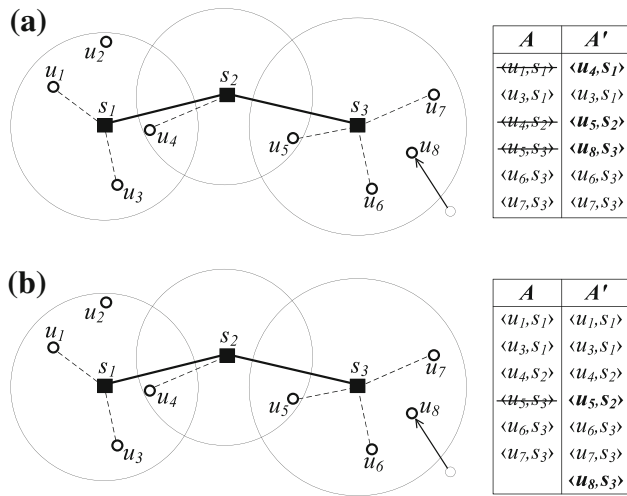 (a)
u2
u1
s1
s2
s3
u4
u3
u5
u7
u8
u6
A A'
‹u1,s1› ‹u4,s1›
‹u3,s1› ‹u3,s1›
‹u4,s2› ‹u5,s2›
‹u5,s3› ‹u8,s3›
‹u6,s3› ‹u6,s3›
‹u7,s3› ‹u7,s3›
(b)
u2
u1
s1
s2
s3
u4
u3
u5
u7
u8
u6
A A'
‹u1,s1› ‹u1,s1›
‹u3,s1› ‹u3,s1›
‹u4,s2› ‹u4,s2›
‹u5,s3› ‹u5,s2›
‹u6,s3› ‹u6,s3›
‹u7,s3› ‹u7,s3›
‹u8,s3›